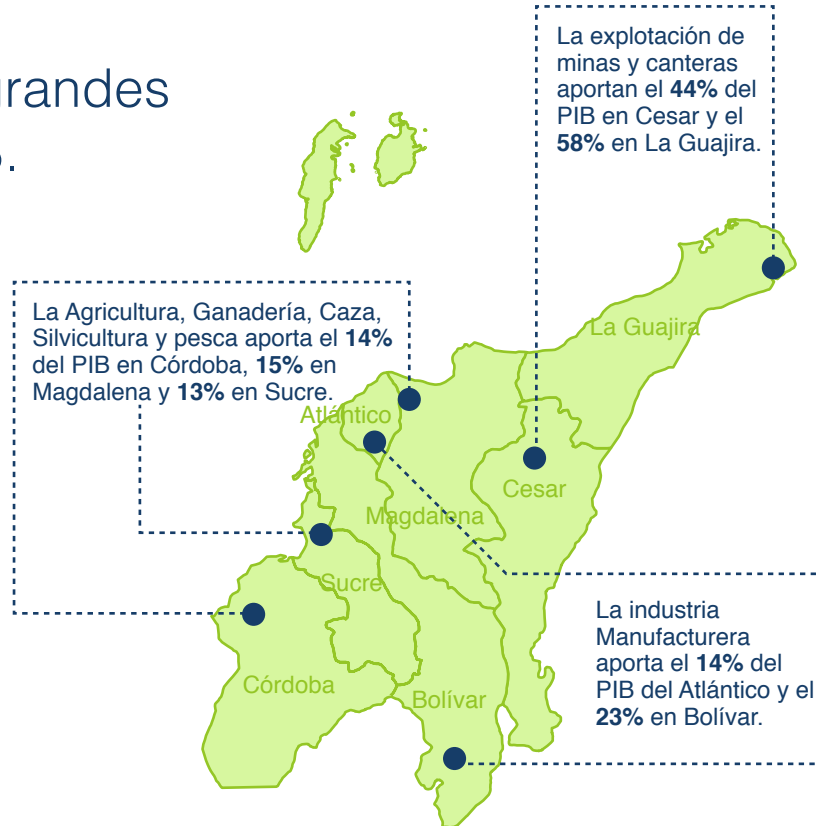 grandes
.
La explotación de
minas y canteras
aportan el 44% del
PIB en Cesar y el
58% en La Guajira.
La Agricultura, Ganadería, Caza,
Silvicultura y pesca aporta el 14%
del PIB en Córdoba, 15% en
Magdalena y 13% en Sucre.
La Guajira
Atlántico
Cesar
Magdalena
Sucre
Córdoba
Bolívar
La industria
Manufacturera
aporta el 14% del
PIB del Atlántico y el
23% en Bolívar.